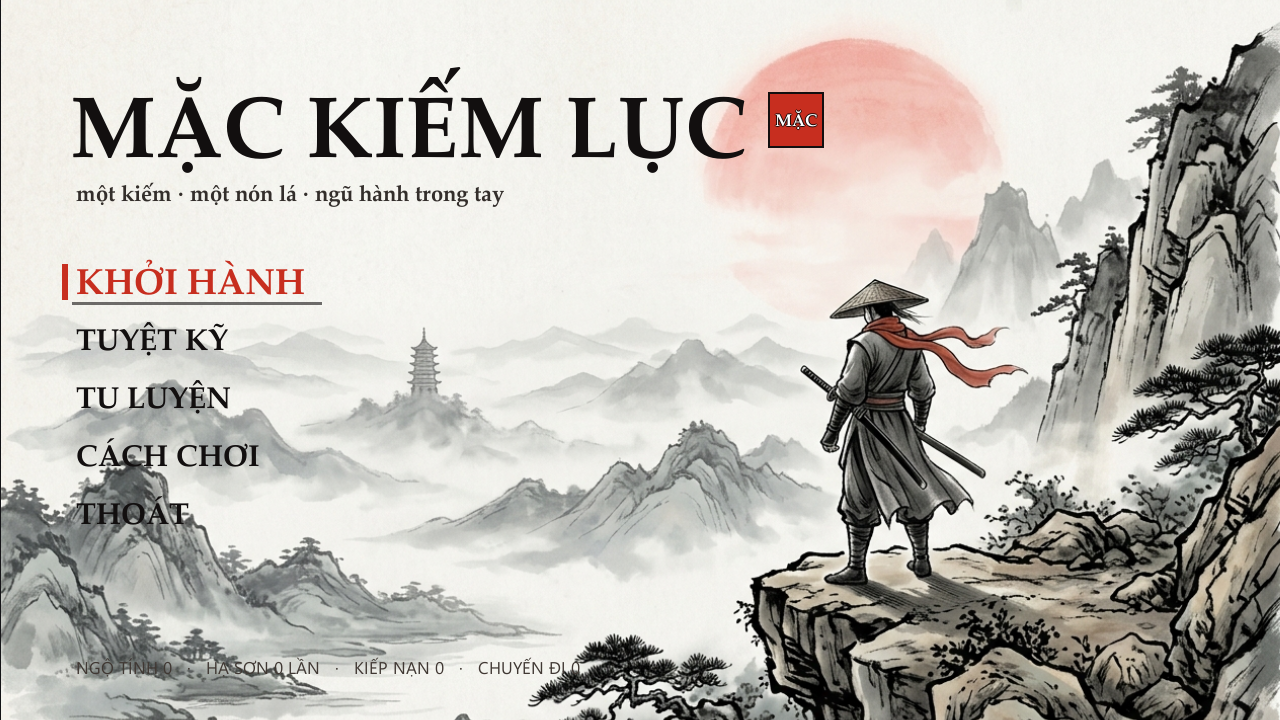 MẶC KIẾM LỤC
MẶC
một kiếm · một nón lá · ngũ hành trong tay
KHỞI HÀNH
TUYỆT KỸ
TU LUYỆN
CÁCH CHƠI
THOÁT
NGỘ TÍNH 0 · HẠ SƠN 0 LẦN · KIẾP NẠN 0 · CHUYẾN ĐI 0